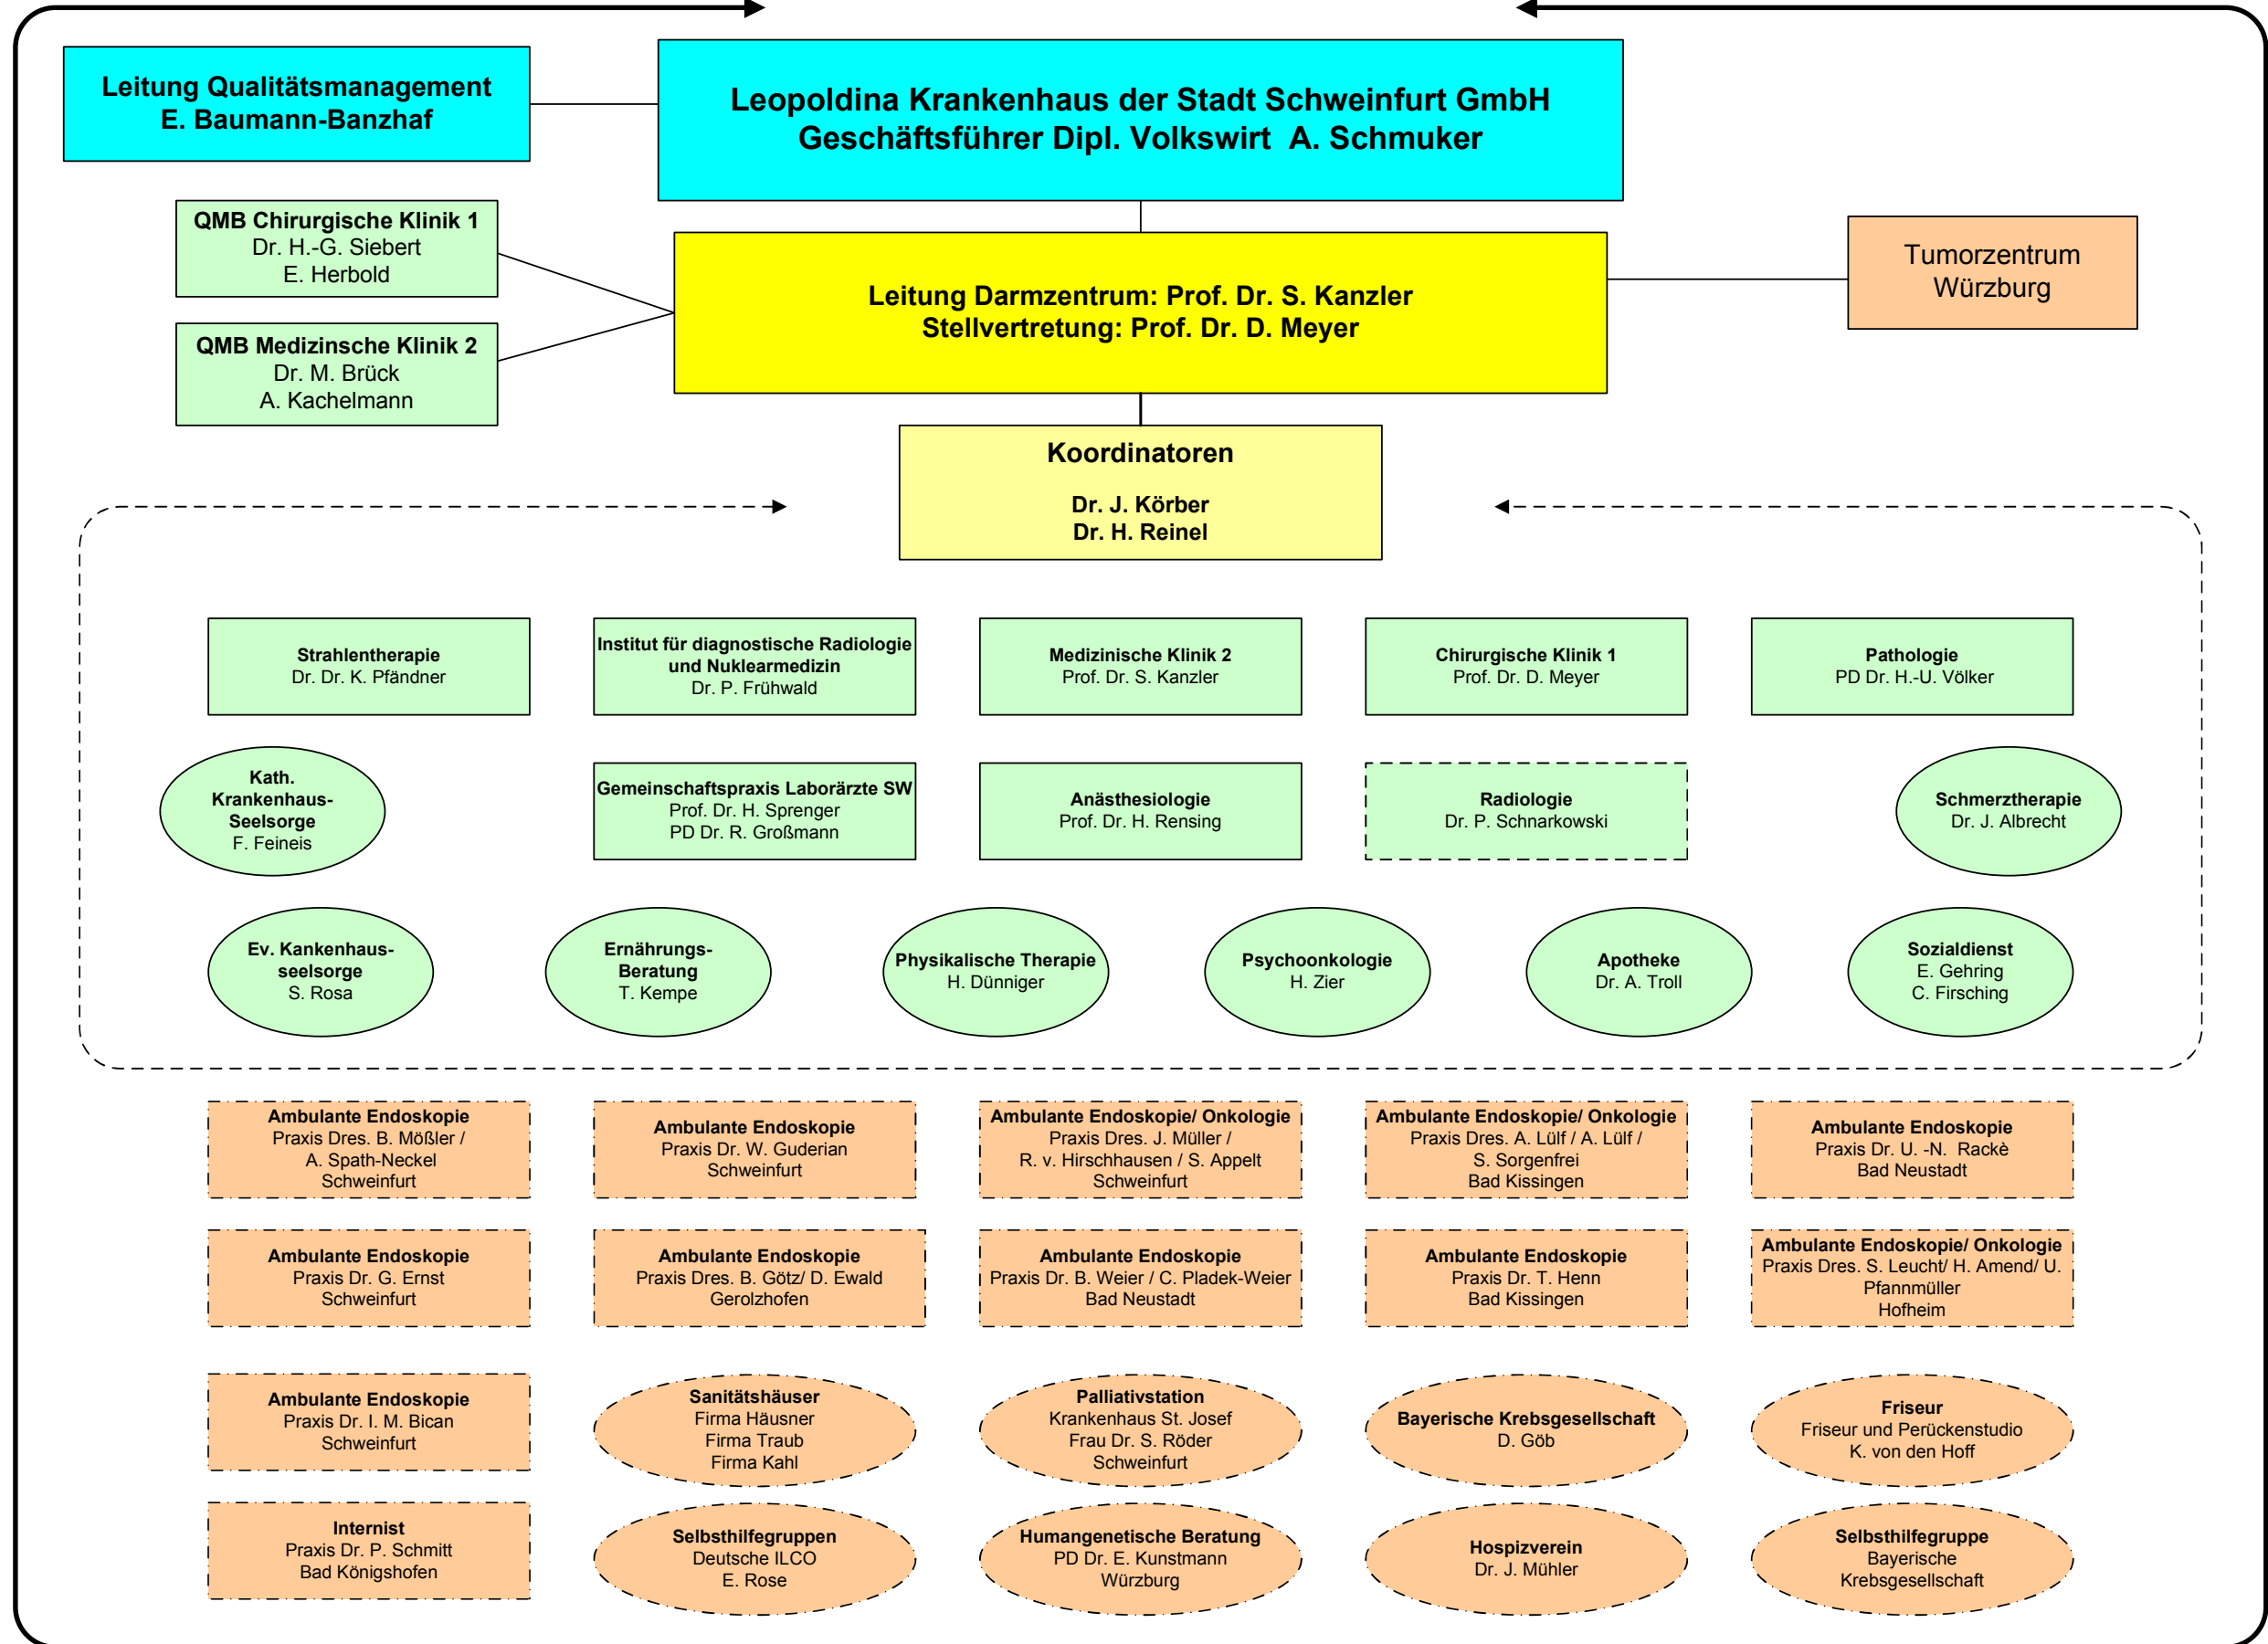 Leitung Qualitätsmanagement
E. Baumann-Banzhaf
Leopoldina Krankenhaus der Stadt Schweinfurt GmbH
Geschäftsführer Dipl. Volkswirt  A. Schmuker
QMB Chirurgische Klinik 1
Dr. H.-G. Siebert
E. Herbold
QMB Medizinsche Klinik 2
Dr. M. Brück
A. Kachelmann
Leitung Darmzentrum: Prof. Dr. S. Kanzler
Stellvertretung: Prof. Dr. D. Meyer
Tumorzentrum
Würzburg
Koordinatoren
Dr. J. Körber
Dr. H. Reinel
Strahlentherapie
Dr. Dr. K. Pfändner
Institut für diagnostische Radiologie
und Nuklearmedizin
Dr. P. Frühwald
Medizinische Klinik 2
Prof. Dr. S. Kanzler
Chirurgische Klinik 1
Prof. Dr. D. Meyer
Pathologie
PD Dr. H.-U. Völker
Kath.
Krankenhaus-
Seelsorge
F. Feineis
Gemeinschaftspraxis Laborärzte SW
Prof. Dr. H. Sprenger
PD Dr. R. Großmann
Anästhesiologie
Prof. Dr. H. Rensing
Radiologie
Dr. P. Schnarkowski
Schmerztherapie
Dr. J. Albrecht
Ev. Kankenhaus-
seelsorge
S. Rosa
Ernährungs-
Beratung
T. Kempe
Physikalische Therapie
H. Dünniger
Psychoonkologie
H. Zier
Apotheke
Dr. A. Troll
Sozialdienst
E. Gehring
C. Firsching
Ambulante Endoskopie
Praxis Dres. B. Mößler /
A. Spath-Neckel
Schweinfurt
Ambulante Endoskopie
Praxis Dr. W. Guderian
Schweinfurt
Ambulante Endoskopie/ Onkologie
Praxis Dres. J. Müller /
R. v. Hirschhausen / S. Appelt
Schweinfurt
Ambulante Endoskopie/ Onkologie
Praxis Dres. A. Lülf / A. Lülf /
S. Sorgenfrei
Bad Kissingen
Ambulante Endoskopie
Praxis Dr. U. -N.  Rackè
Bad Neustadt
Ambulante Endoskopie
Praxis Dr. G. Ernst
Schweinfurt
Ambulante Endoskopie
Praxis Dres. B. Götz/ D. Ewald
Gerolzhofen
Ambulante Endoskopie
Praxis Dr. B. Weier / C. Pladek-Weier
Bad Neustadt
Ambulante Endoskopie
Praxis Dr. T. Henn
Bad Kissingen
Ambulante Endoskopie/ Onkologie
Praxis Dres. S. Leucht/ H. Amend/ U.
Pfannmüller
Hofheim
Ambulante Endoskopie
Praxis Dr. I. M. Bican
Schweinfurt
Sanitätshäuser
Firma Häusner
Firma Traub
Firma Kahl
Palliativstation
Krankenhaus St. Josef
Frau Dr. S. Röder
Schweinfurt
Bayerische Krebsgesellschaft
D. Göb
Friseur
Friseur und Perückenstudio
K. von den Hoff
Internist
Praxis Dr. P. Schmitt
Bad Königshofen
Selbsthilfegruppen
Deutsche ILCO
E. Rose
Humangenetische Beratung
PD Dr. E. Kunstmann
Würzburg
Hospizverein
Dr. J. Mühler
Selbsthilfegruppe
Bayerische
Krebsgesellschaft